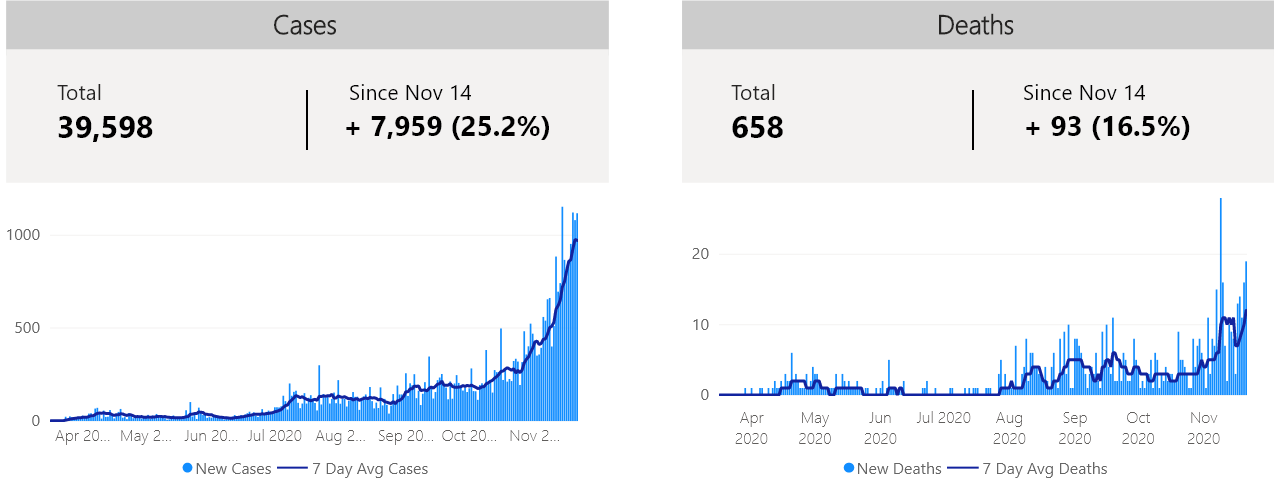 Cases
Total
Since Nov 14
39,598
+ 7,959 (25.2%)
1000
500
0
Apr 20... May 2... Jun 20... Jul 2020 Aug 2... Sep 20... Oct 20... Nov 2...
New Cases 7 Day Avg Cases
Deaths
Total
Since Nov 14
658
+ 93 (16.5%)
20
10
0
Apr May Jun Jul 2020 Aug Sep Oct Nov
2020 2020 2020 2020 2020 2020 2020
New Deaths 7 Day Avg Deaths